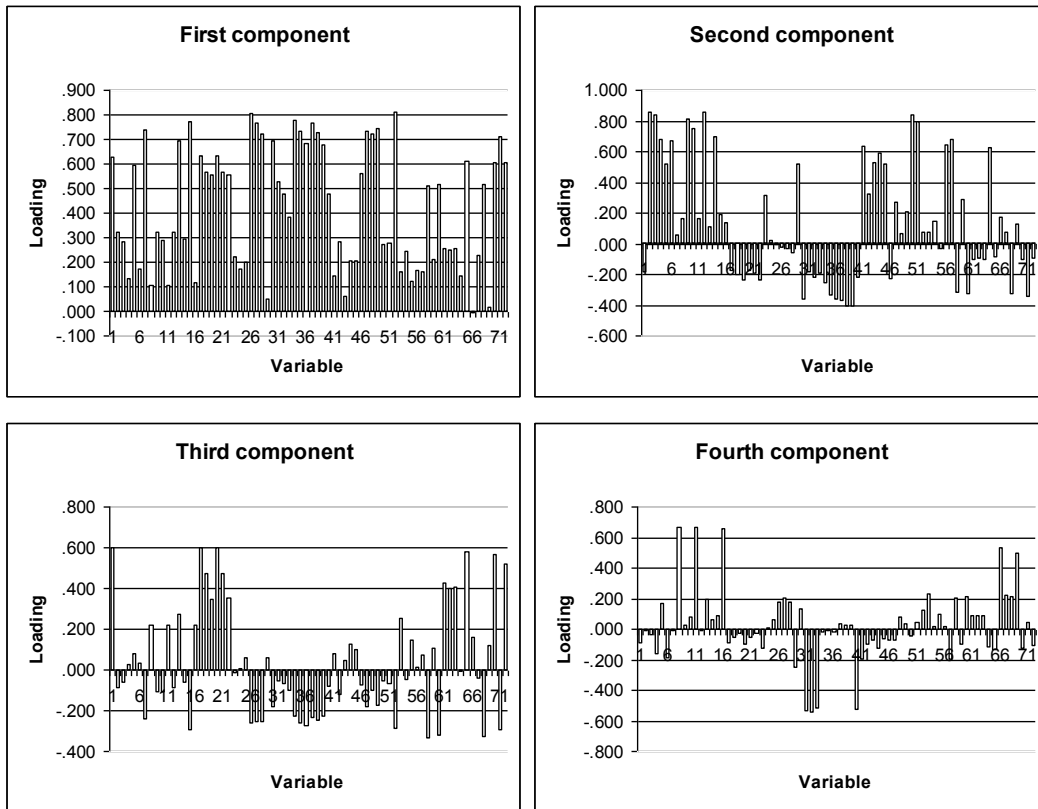 First component
.900
.800
.700
.600
.500
.400
.300
.200
.100
.000
-.100
1 6 11 16 21 26 31 36 41 46 51 56 61 66 71
Loading
Variable
Second component
1.000
.800
.600
.400
.200
.000
-.200
-.400
-.600
1 6 11 16 21 26 31 36 41 46 51 56 61 66 71
Loading
Variable
Third component
.800
.600
.400
.200
.000
-.200
-.400
1 6 11 16 21 26 31 36 41 46 51 56 61 66 71
Loading
Variable
Fourth component
.800
.600
.400
.200
.000
-.200
-.400
-.600
-.800
1 6 11 16 21 26 31 36 41 46 51 56 61 66 71
Loading
Variable